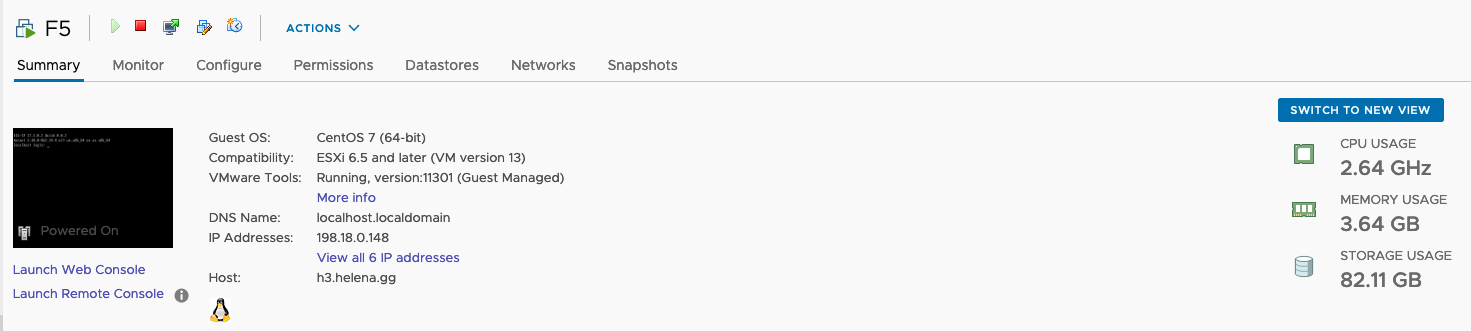 F5
ACTIONS
Summary Monitor Configure Permissions Datastores Networks Snapshots
SWITCH TO NEW VIEW
localhost login:
Powered On
Launch Web Console
Launch Remote Console
Guest OS: CentOS 7 (64-bit)
Compatibility: ESXi 6.5 and later (VM version 13)
VMware Tools: Running, version:11301 (Guest Managed)
More info
DNS Name: localhost.localdomain
IP Addresses: 198.18.0.148
View all 6 IP addresses
Host: h3.helena.gg
CPU USAGE
2.64 GHz
MEMORY USAGE
3.64 GB
STORAGE USAGE
82.11 GB